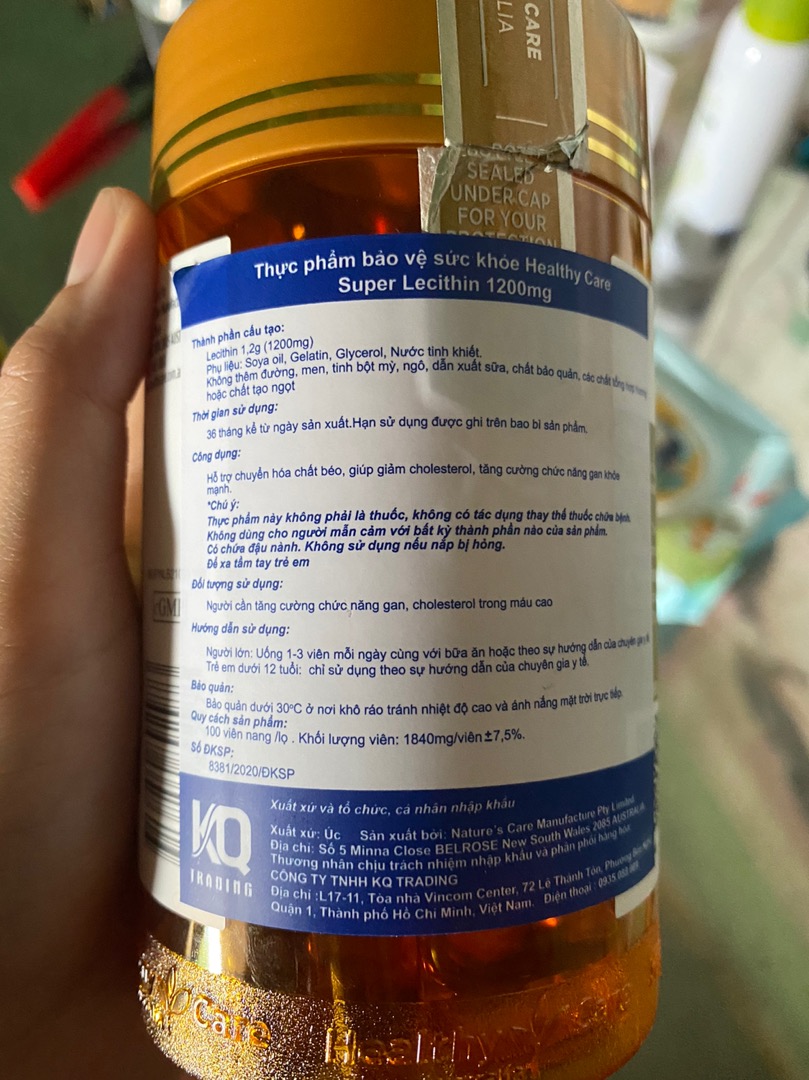 CARE
LIA
SEALED
UNDER CAP
FOR YOUR
PROTECTION
Thực phẩm bảo vệ sức khỏe Healthy Care
Super Lecithin 1200mg
Thành phần cấu tạo:
Lecithin 1,2g (1200mg)
Phụ liệu: Soya oil, Gelatin, Glycerol, Nước tinh khiết.
Không thêm đường, men, tinh bột mỳ, ngô, dẫn xuất sữa, chất bảo quản, các chất
hoặc chất tạo ngọt
Thời gian sử dụng:
36 tháng kể từ ngày sản xuất.Hạn sử dụng được ghi trên bao bì sản phẩm.
Công dụng:
Hỗ trợ chuyển hóa chất béo, giúp giảm cholesterol, tăng cường chức năng gan khỏe
mạnh.
*Chú ý:
Thực phẩm này không phải là thuốc, không có tác dụng thay thế thuốc chữa bệnh
Không dùng cho người mẫn cảm với bất kỳ thành phần nào của sản phẩm.
Có chứa đậu nành. Không sử dụng nếu nắp bị hỏng.
Để xa tầm tay trẻ em
Đối tượng sử dụng:
Người cần tăng cường chức năng gan, cholesterol trong máu cao
Hướng dẫn sử dụng:
Người lớn: Uống 1-3 viên mỗi ngày cùng với bữa ăn hoặc theo sự hướng dẫn của chuyên gia y
Trẻ em dưới 12 tuổi: chỉ sử dụng theo sự hướng dẫn của chuyên gia y tế.
Bảo quản:
Bảo quản dưới 30°C ở nơi khô ráo tránh nhiệt độ cao và ánh nắng mặt trời trực tiếp.
Quy cách sản phẩm:
100 viên nang /lọ . Khối lượng viên: 1840mg/viên ±7,5%.
Số ĐKSP:
8381/2020/ĐKSP
KQ
TRADING
Xuất xứ và tổ chức, cá nhân nhập khẩu
Xuất xứ: Úc Sản xuất bởi: Nature's Care Manufacture Pty Limited
Địa chỉ: Số 5 Minna Close BELROSE New South Wales 2085 AUSTRALIA
Thương nhân chịu trách nhiệm nhập khẩu và phân phối hàng hóa:
CÔNG TY TNHH KQ TRADING
Địa chỉ :L17-11, Tòa nhà Vincom Center, 72 Lê Thánh Tôn, Phường
Quận 1, Thành phố Hồ Chí Minh, Việt Nam. Điện thoại :
GMP
Care
Healthy Care